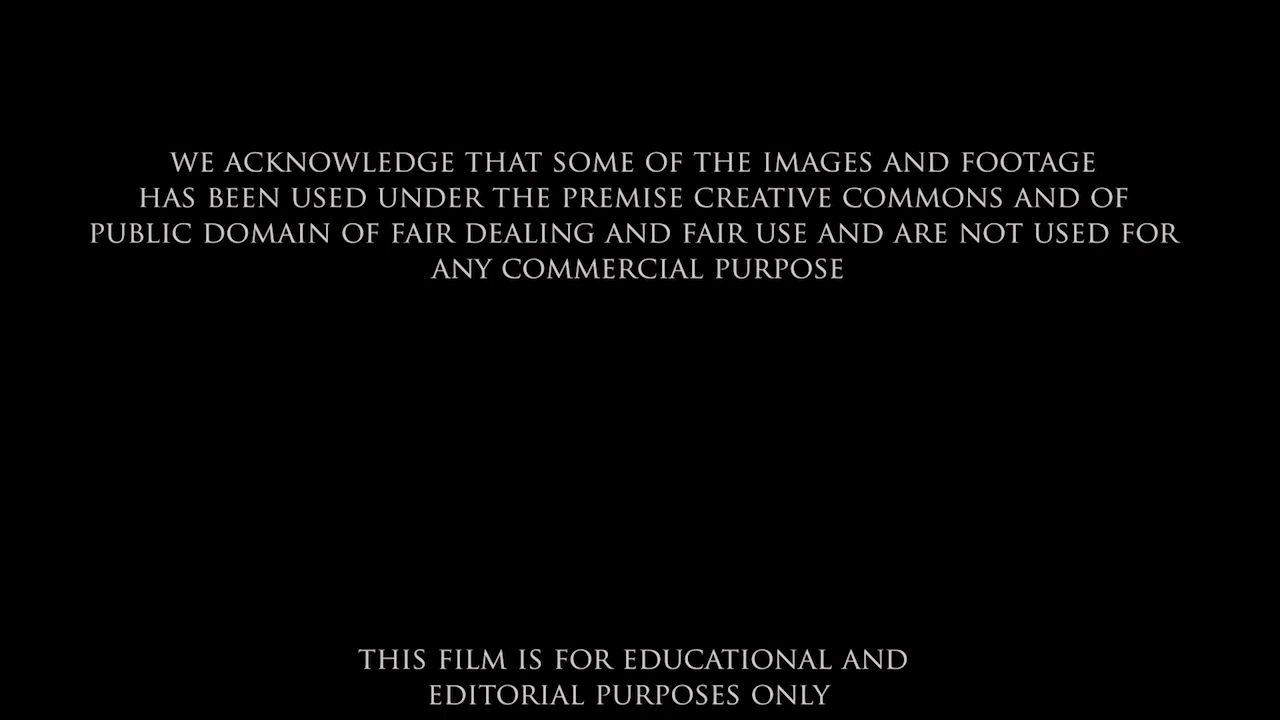 WE ACKNOWLEDGE THAT SOME OF THE IMAGES AND FOOTAGE
HAS BEEN USED UNDER THE PREMISE CREATIVE COMMONS AND OF
PUBLIC DOMAIN OF FAIR DEALING AND FAIR USE AND ARE NOT USED FOR
ANY COMMERCIAL PURPOSE
THIS FILM IS FOR EDUCATIONAL AND
EDITORIAL PURPOSES ONLY